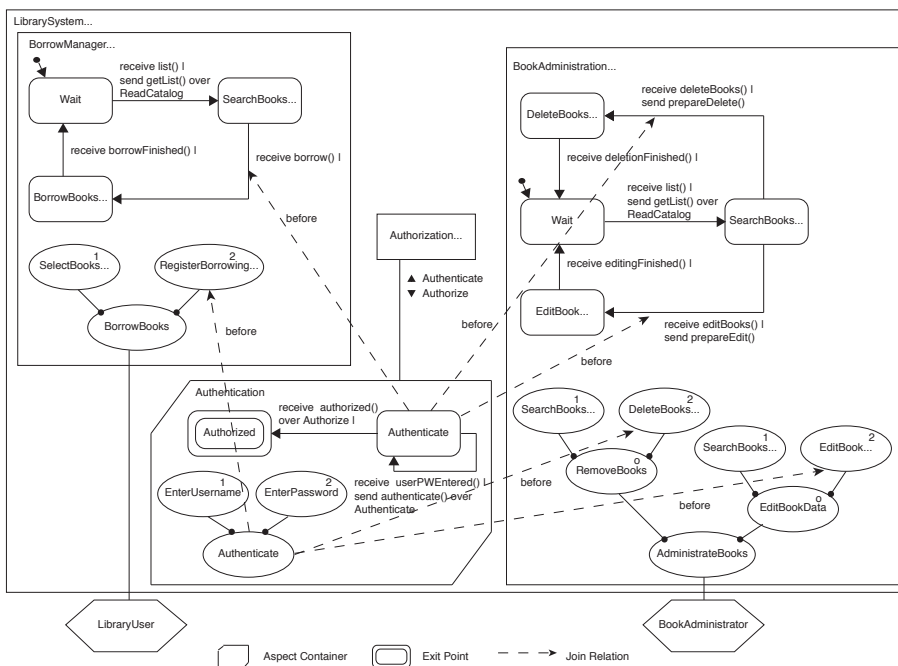 LibrarySystem...
BorrowManager...
receive list() I
send getList() over
ReadCatalog
Wait
SearchBooks...
receive borrowFinished() I
receive borrow() I
BorrowBooks...
before
1
SelectBooks...
2
RegisterBorrowing...
BorrowBooks
before
Authorization...
Authenticate
Authorize
BookAdministration...
receive deleteBooks() I
send prepareDelete()
DeleteBooks...
receive deletionFinished() I
receive list() I
send getList() over
ReadCatalog
Wait
SearchBooks...
receive editingFinished() I
EditBook...
receive editBooks() I
send prepareEdit()
before
before
Authentication
receive authorized()
over Authorize I
Authorized
Authenticate
receive userPWEntered() I
send authenticate() over
Authenticate
1
EnterUsername
2
EnterPassword
Authenticate
before
before
1
SearchBooks...
2
DeleteBooks...
o
RemoveBooks
1
SearchBooks...
2
EditBook...
o
EditBookData
AdministrateBooks
LibraryUser
BookAdministrator
Aspect Container
Exit Point
Join Relation